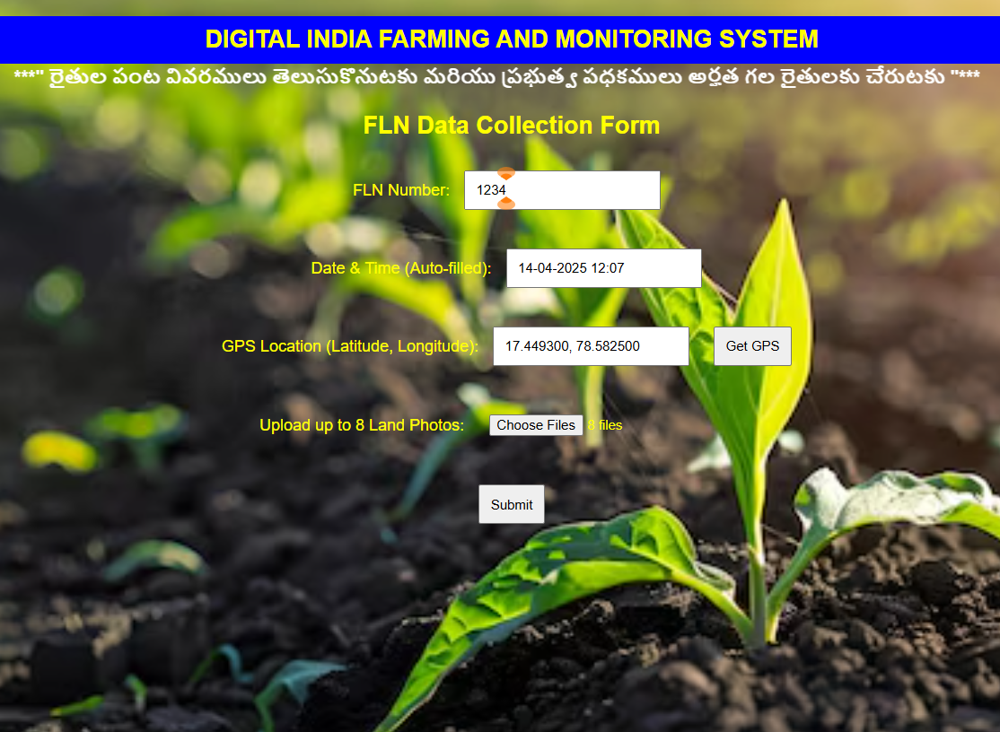 DIGITAL INDIA FARMING AND MONITORING SYSTEM
***" రైతుల పంట వివరములు తెలుసుకొనుటకు మరియు ప్రభుత్వ పధకములు అర్హత గల రైతులకు చేరుటకు "***
FLN Data Collection Form
FLN Number: 1234
Date & Time (Auto-filled): 14-04-2025 12:07
GPS Location (Latitude, Longitude): 17.449300, 78.582500 Get GPS
Upload up to 8 Land Photos: Choose Files 8 files
Submit